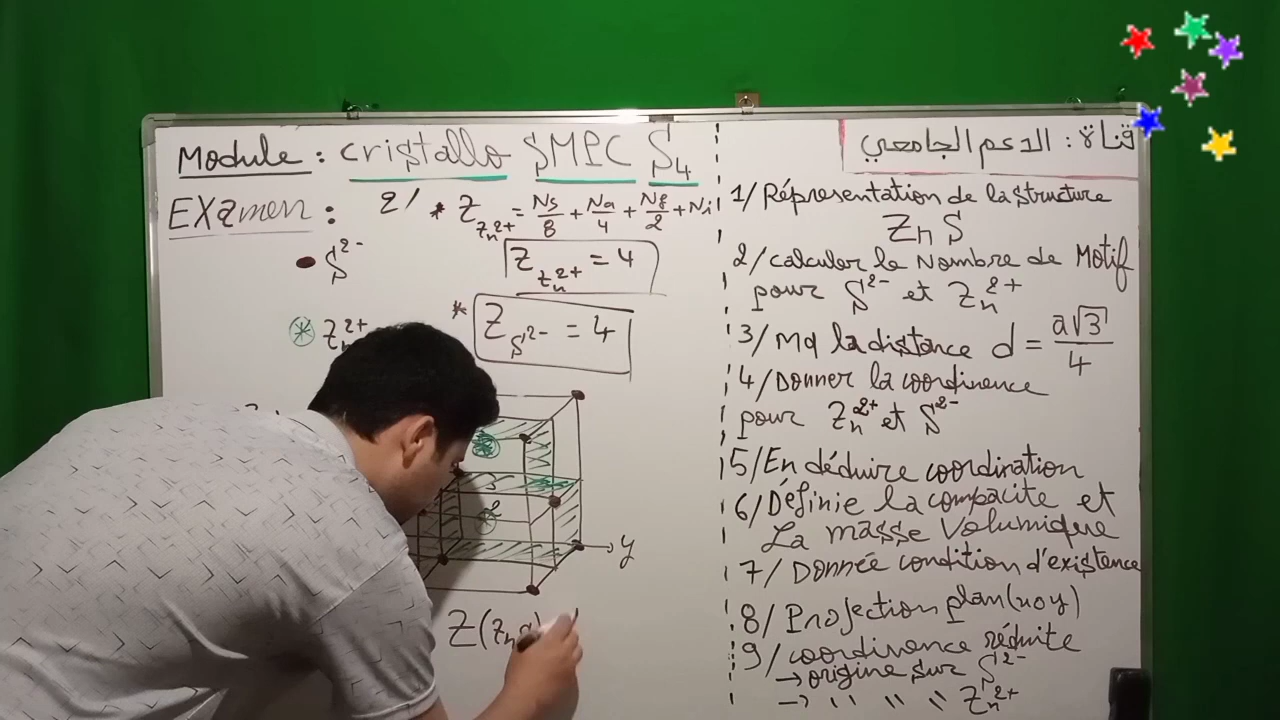 Module : cristallo SMPC S4
EXamen :
2/ * Z Zn2+ = Ns/8 + Na/4 + Nf/2 + Ni
Z Zn2+ = 4
S2-
* Z S2- = 4
Zn2+
y
Z(ZnS)
قناة : الدعم الجامعي
1/ Répresentation de la structure
ZnS
2/ calculer le Nombre de Motif
pour S2- et Zn2+
3/ Mq la distance d = a√3/4
4/ Donner la coordinence
pour Zn2+ et S2-
5/ En déduire coordination
6/ Définie la compacité et
La masse Volumique
7/ Donnée condition d'existence
8/ Projection plan (xoy)
9/ coordinance réduite
→ origine sur S2-
→ '' '' '' Zn2+